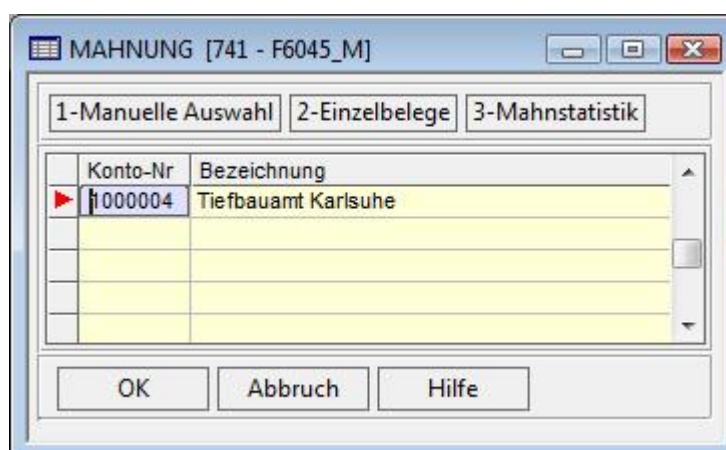 MAHNUNG [741 - F6045_M]
1-Manuelle Auswahl 2-Einzelbelege 3-Mahnstatistik
Konto-Nr Bezeichnung
1000004 Tiefbauamt Karlsuhe
OK Abbruch Hilfe